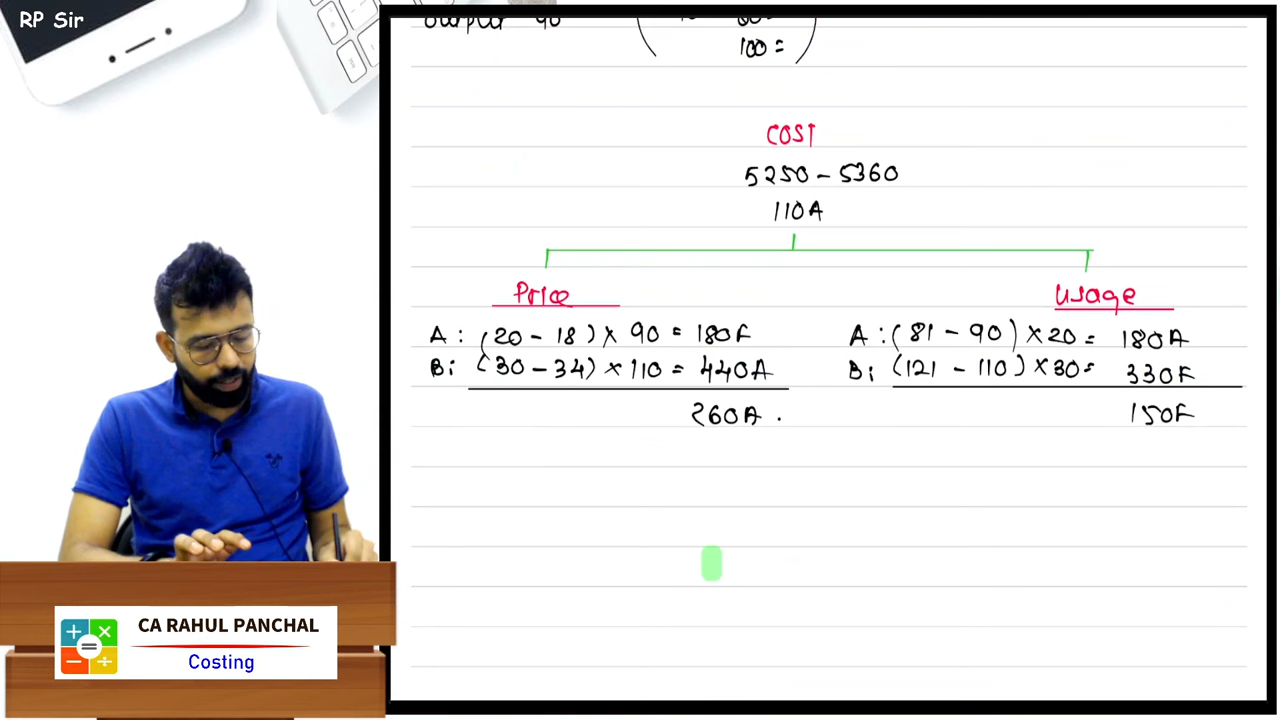 RP Sir
100 =
COST
5250 - 5360
110A
Price
A : (20 - 18) × 90 = 180F
B : (30 - 34) × 110 = 440A
260A .
Usage
A : (81 - 90) × 20 = 180A
B : (121 - 110) × 30 = 330F
150F
CA RAHUL PANCHAL
Costing